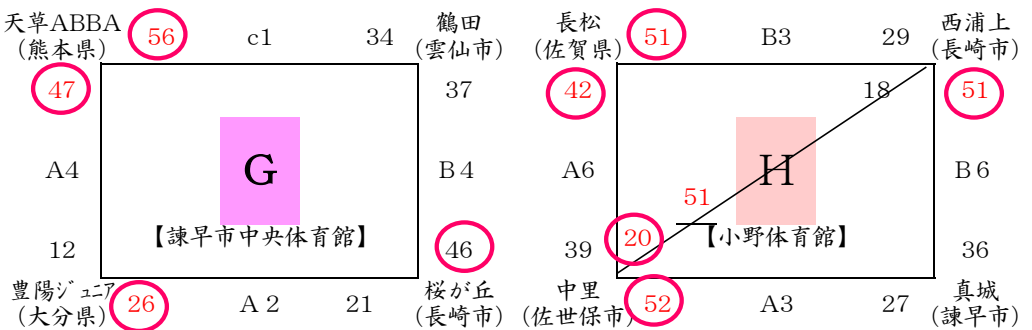 天草ABBA
(熊本県)
56
c1
34
鶴田
(雲仙市)
47
37
A4
G
B4
【諫早市中央体育館】
12
46
豊陽ジュニア
(大分県)
26
A2
21
桜が丘
(長崎市)
長松
(佐賀県)
51
B3
29
西浦上
(長崎市)
42
18
51
A6
H
B6
51
20
【小野体育館】
39
36
中里
(佐世保市)
52
A3
27
真城
(諫早市)